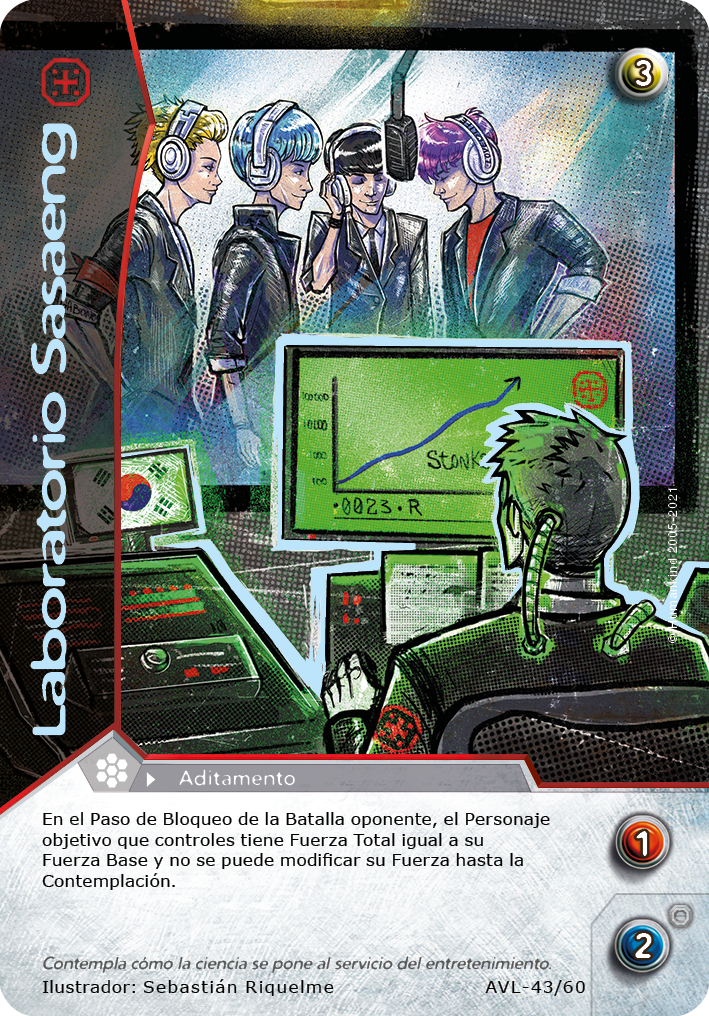 3
Laboratorio Sasaeng
100
Stonks
·0023·R
2005-2021
Aditamento
En el Paso de Bloqueo de la Batalla oponente, el Personaje
objetivo que controles tiene Fuerza Total igual a su
Fuerza Base y no se puede modificar su Fuerza hasta la
Contemplación.
1
2
Contempla cómo la ciencia se pone al servicio del entretenimiento.
Ilustrador: Sebastián Riquelme AVL-43/60